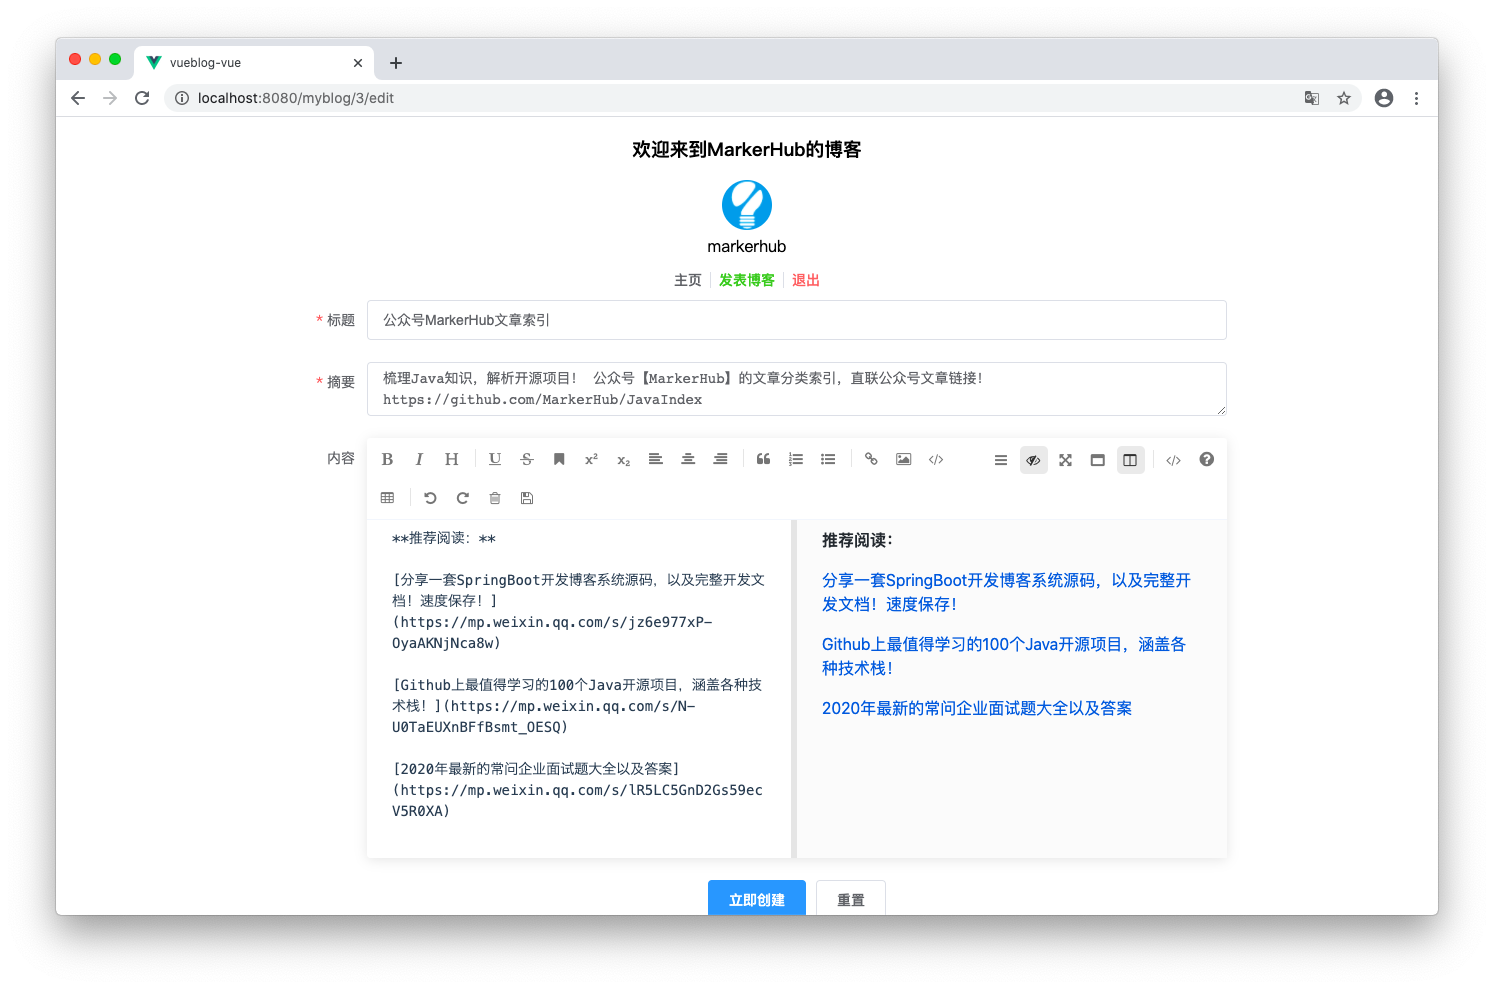 vueblog-vue
localhost:8080/myblog/3/edit
欢迎来到MarkerHub的博客
markerhub
主页 发表博客 退出
* 标题 公众号MarkerHub文章索引
* 摘要 梳理Java知识，解析开源项目！ 公众号【MarkerHub】的文章分类索引，直联公众号文章链接！
https://github.com/MarkerHub/JavaIndex
内容 B I H U S x² x₂
**推荐阅读：**
[分享一套SpringBoot开发博客系统源码，以及完整开发文
档！速度保存！]
(https://mp.weixin.qq.com/s/jz6e977xP-
OyaAKNjNca8w)
[Github上最值得学习的100个Java开源项目，涵盖各种技
术栈！](https://mp.weixin.qq.com/s/N-
U0TaEUXnBFfBsmt_OESQ)
[2020年最新的常问企业面试题大全以及答案]
(https://mp.weixin.qq.com/s/lR5LC5GnD2Gs59ec
V5R0XA)
推荐阅读：
分享一套SpringBoot开发博客系统源码，以及完整开
发文档！速度保存！
Github上最值得学习的100个Java开源项目，涵盖各
种技术栈！
2020年最新的常问企业面试题大全以及答案
立即创建 重置